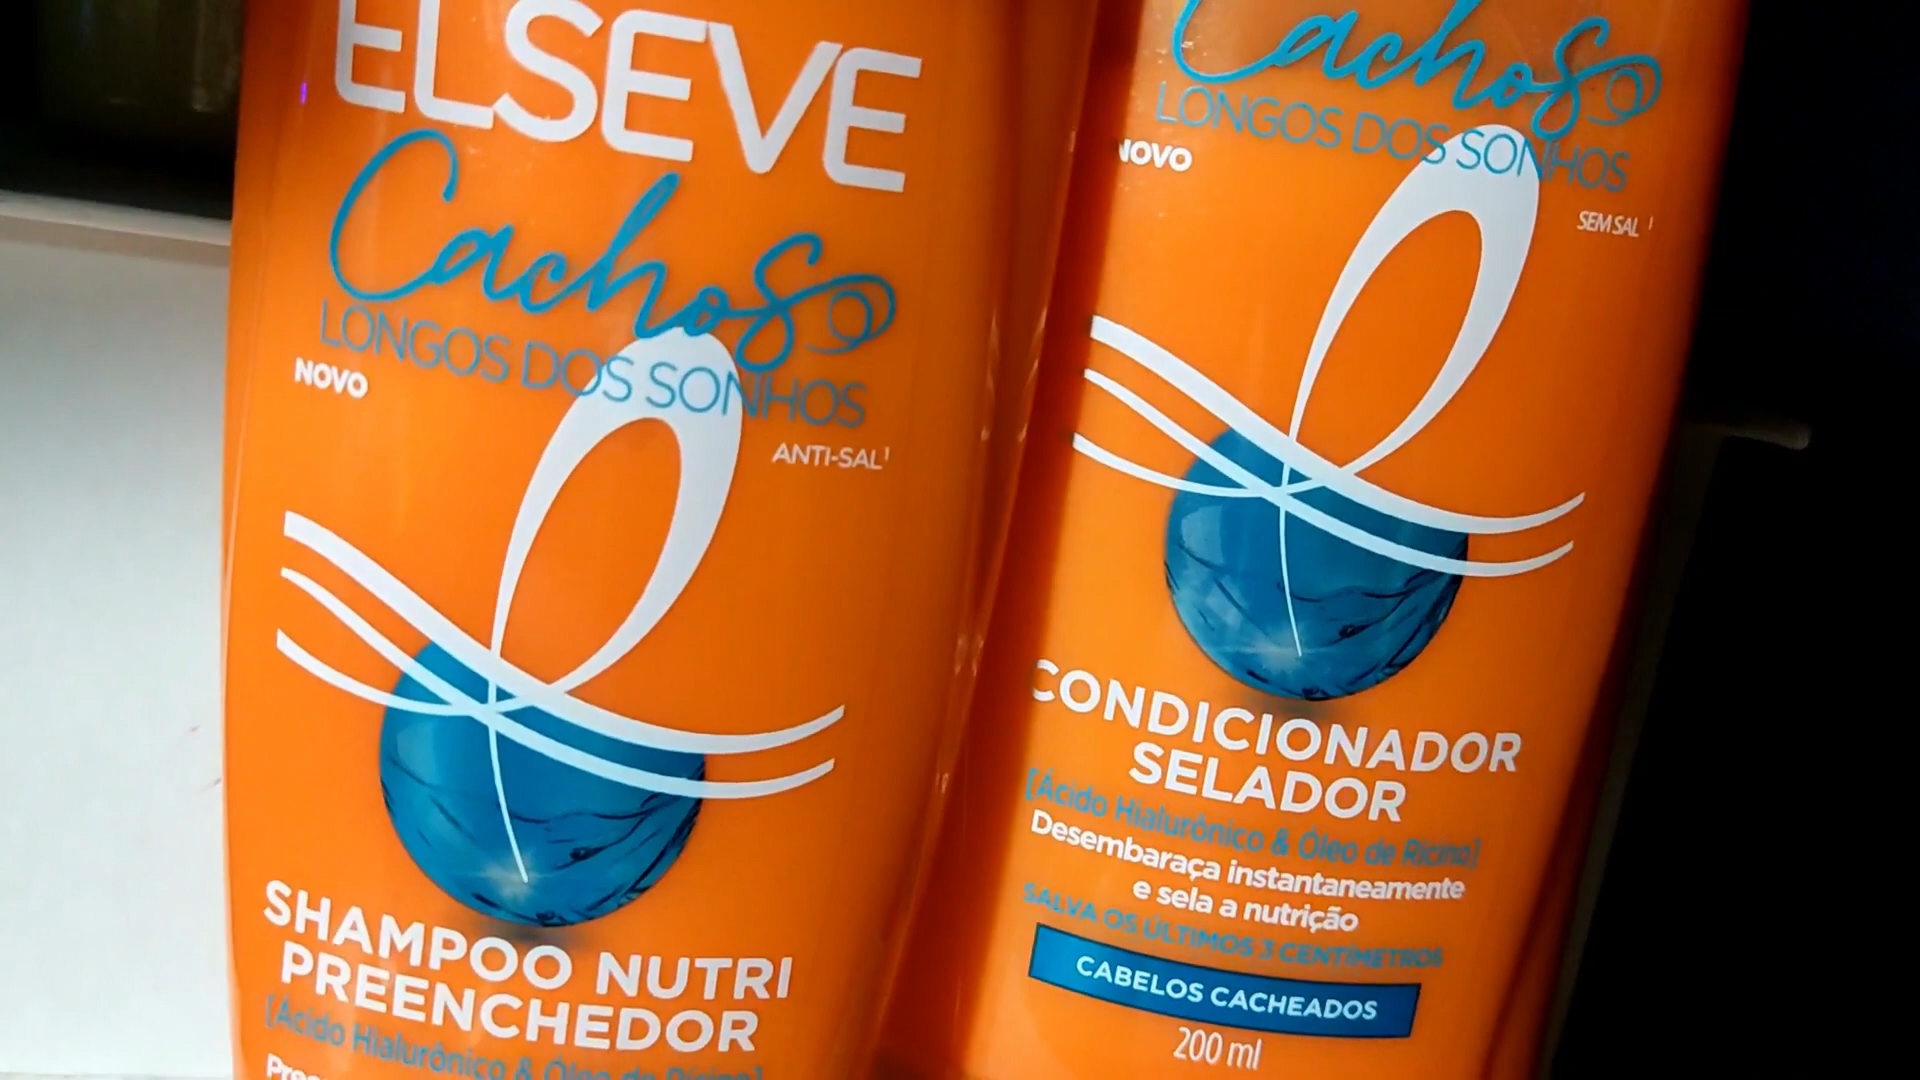 ELSEVE
Cachos
LONGOS DOS SONHOS
NOVO
ANTI-SAL¹
SHAMPOO NUTRI
PREENCHEDOR
[Ácido Hialurônico & Óleo de Rícino]
Cachos
LONGOS DOS SONHOS
NOVO
SEM SAL ¹
CONDICIONADOR
SELADOR
[Ácido Hialurônico & Óleo de Rícino]
Desembaraça instantaneamente
e sela a nutrição
SALVA OS ÚLTIMOS 3 CENTÍMETROS
CABELOS CACHEADOS
200 ml